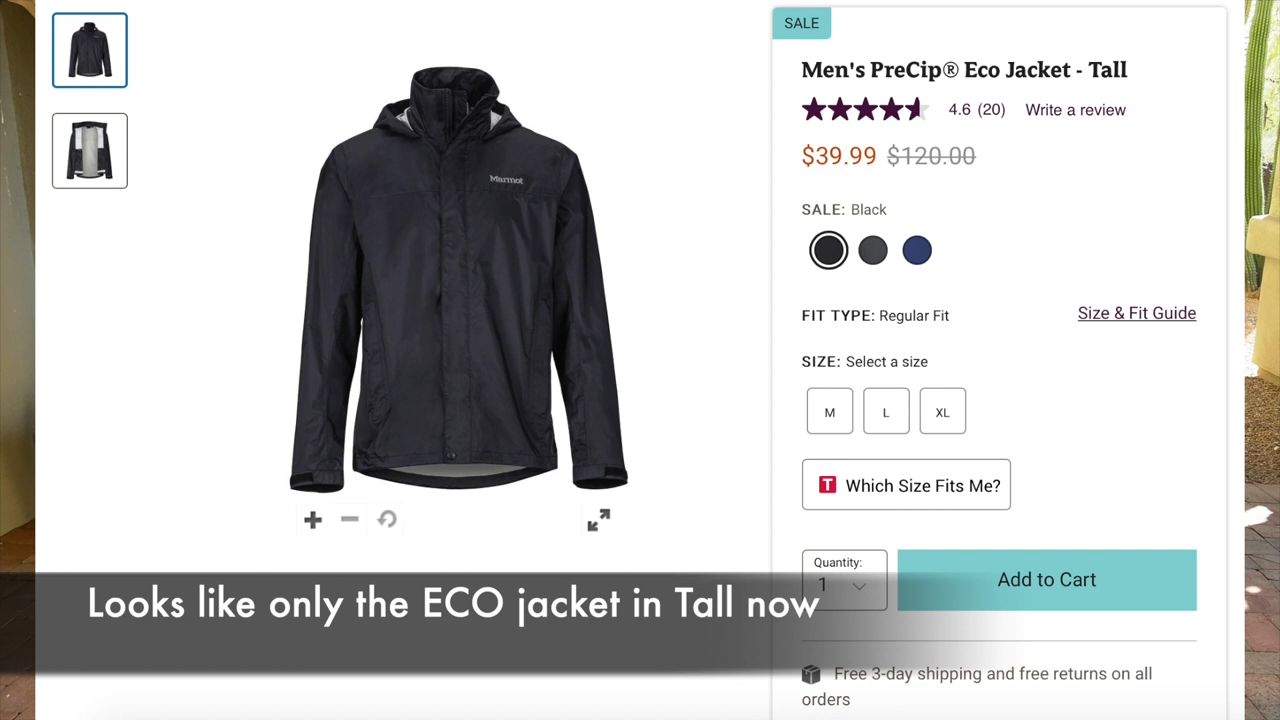 SALE
Men's PreCip® Eco Jacket - Tall
4.6 (20) Write a review
$39.99 $120.00
SALE: Black
Marmot
FIT TYPE: Regular Fit
Size & Fit Guide
SIZE: Select a size
M L XL
T Which Size Fits Me?
Quantity:
1
Add to Cart
Looks like only the ECO jacket in Tall now
Free 3-day shipping and free returns on all
orders